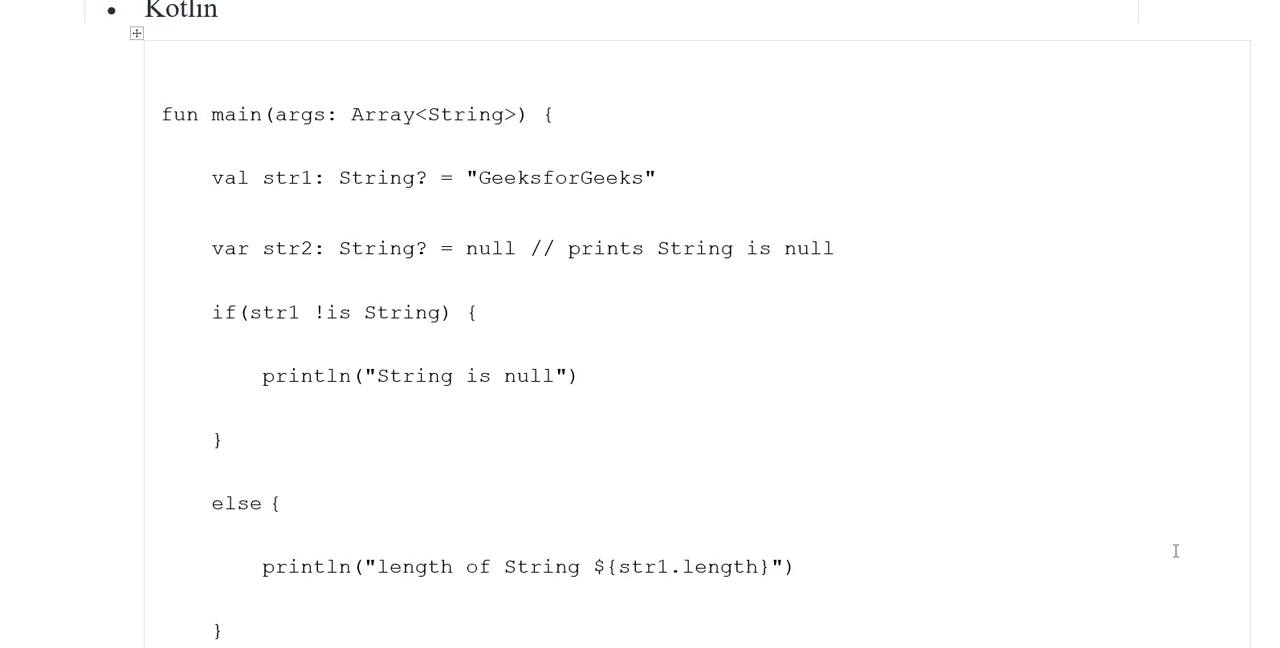 • Kotlin
fun main(args: Array<String>) {
val str1: String? = "GeeksforGeeks"
var str2: String? = null // prints String is null
if(str1 !is String) {
println("String is null")
}
else {
println("length of String ${str1.length}")
}